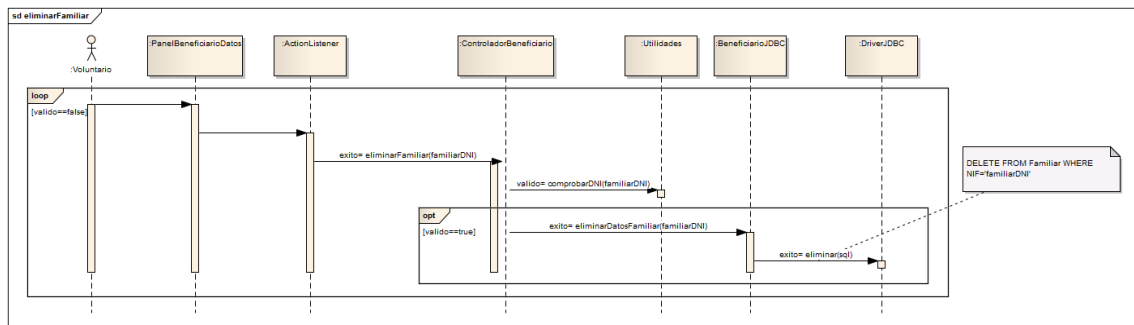 sd eliminarFamiliar
:Voluntario
:PanelBeneficiarioDatos
:ActionListener
:ControladorBeneficiario
:Utilidades
:BeneficiarioJDBC
:DriverJDBC
loop
[valido==false]
exito= eliminarFamiliar(familiarDNI)
valido= comprobarDNI(familiarDNI)
DELETE FROM Familiar WHERE
NIF='familiarDNI'
opt
[valido==true]
exito= eliminarDatosFamiliar(familiarDNI)
exito= eliminar(sql)